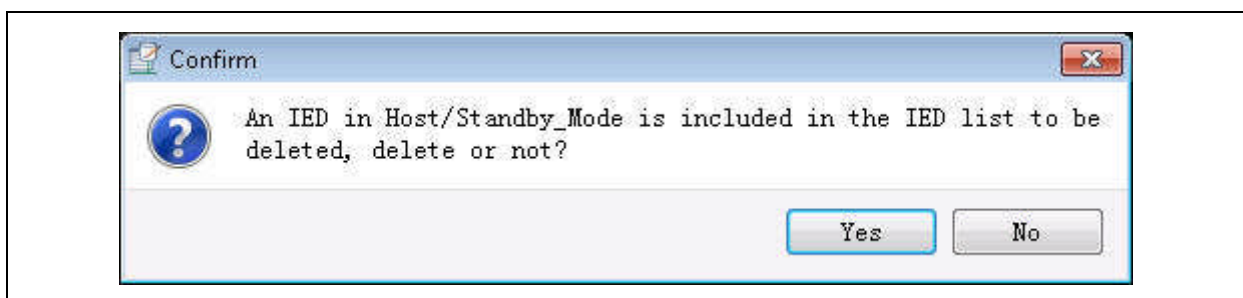 Confirm
An IED in Host/Standby_Mode is included in the IED list to be
deleted, delete or not?
Yes
No